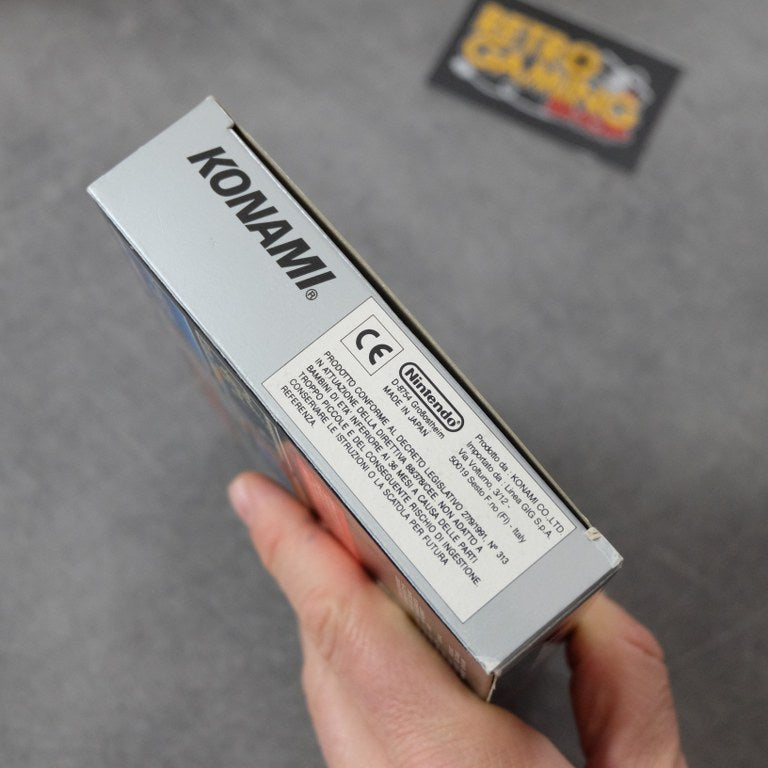 RETRO
GAMING
KONAMI®
CE
Nintendo®
D-8754 Großostheim
MADE IN JAPAN
Prodotto da : KONAMI CO.,LTD
Importato da : Linea GIG S.p.A.
Via Volturno, 3/12 -
50019 Sesto F.no (FI) - Italy
PRODOTTO CONFORME AL DECRETO LEGISLATIVO 27/9/1991, N° 313
IN ATTUAZIONE DELLA DIRETTIVA 88/378/CEE. NON ADATTO A
BAMBINI DI ETA' INFERIORE AI 36 MESI A CAUSA DELLE PARTI
TROPPO PICCOLE E DEL CONSEGUENTE RISCHIO DI INGESTIONE.
CONSERVARE LE ISTRUZIONI O LA SCATOLA PER FUTURA
REFERENZA